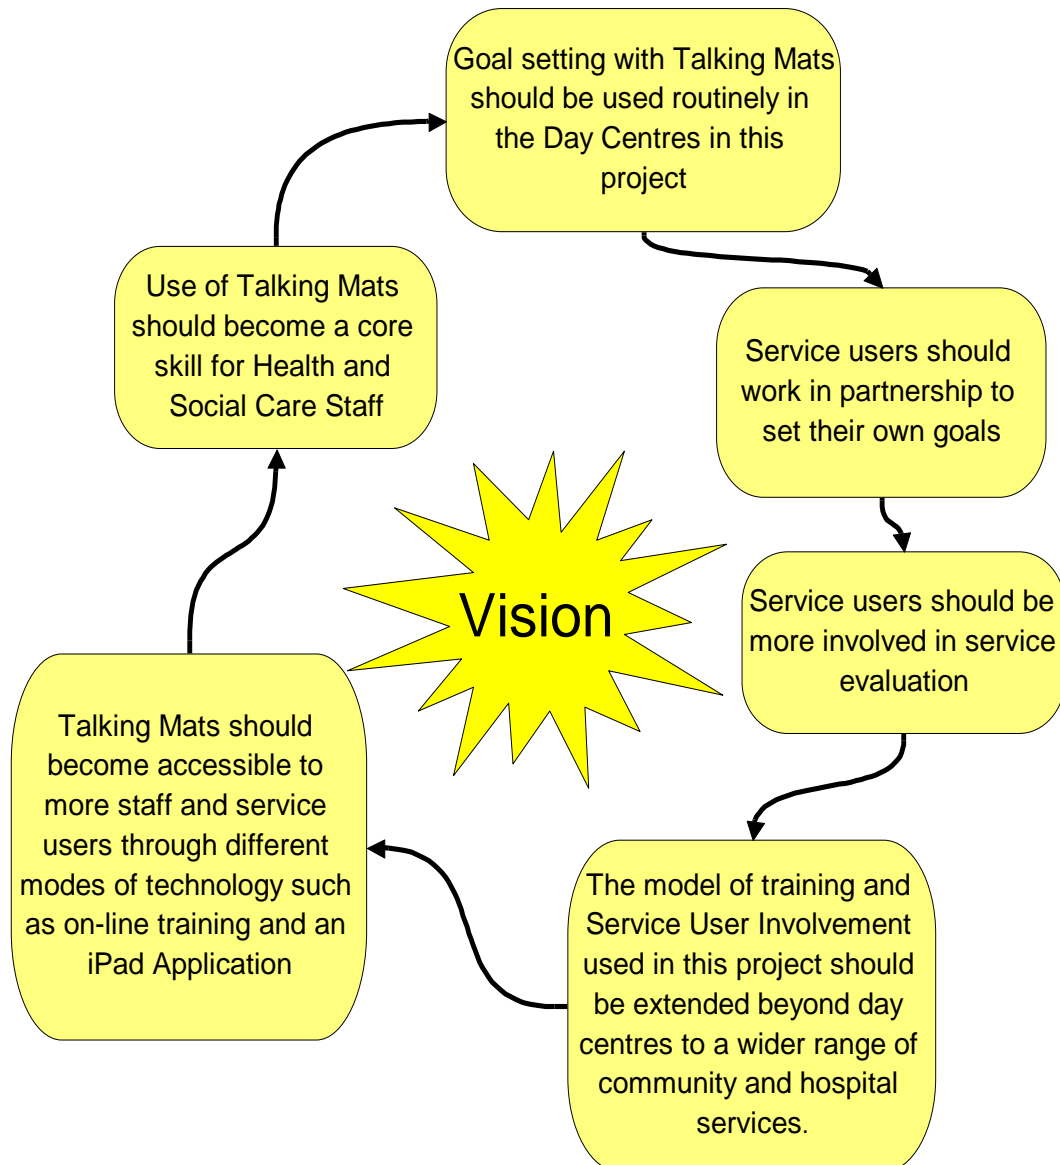 Goal setting with Talking Mats
should be used routinely in
the Day Centres in this
project
Service users should
work in partnership to
set their own goals
Service users should be
more involved in service
evaluation
The model of training and
Service User Involvement
used in this project should
be extended beyond day
centres to a wider range of
community and hospital
services.
Talking Mats should
become accessible to
more staff and service
users through different
modes of technology such
as on-line training and an
iPad Application
Use of Talking Mats
should become a core
skill for Health and
Social Care Staff
Vision